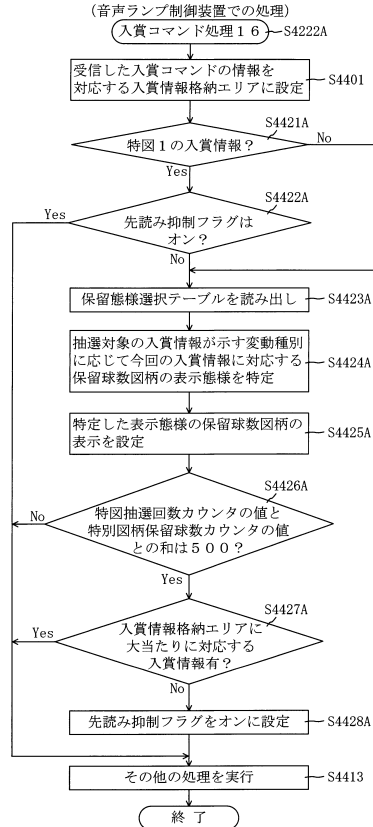 (音声ランプ制御装置での処理)
入賞コマンド処理16
S4222A
受信した入賞コマンドの情報を
対応する入賞情報格納エリアに設定
S4401
S4421A
特図1の入賞情報?
No
Yes
S4422A
Yes
先読み抑制フラグは
オン?
No
保留態様選択テーブルを読み出し
S4423A
抽選対象の入賞情報が示す変動種別
に応じて今回の入賞情報に対応する
保留球数図柄の表示態様を特定
S4424A
特定した表示態様の保留球数図柄の
表示を設定
S4425A
S4426A
No
特図抽選回数カウンタの値と
特別図柄保留球数カウンタの値
との和は500?
Yes
S4427A
Yes
入賞情報格納エリアに
大当たりに対応する
入賞情報有?
No
先読み抑制フラグをオンに設定
S4428A
その他の処理を実行
S4413
終了